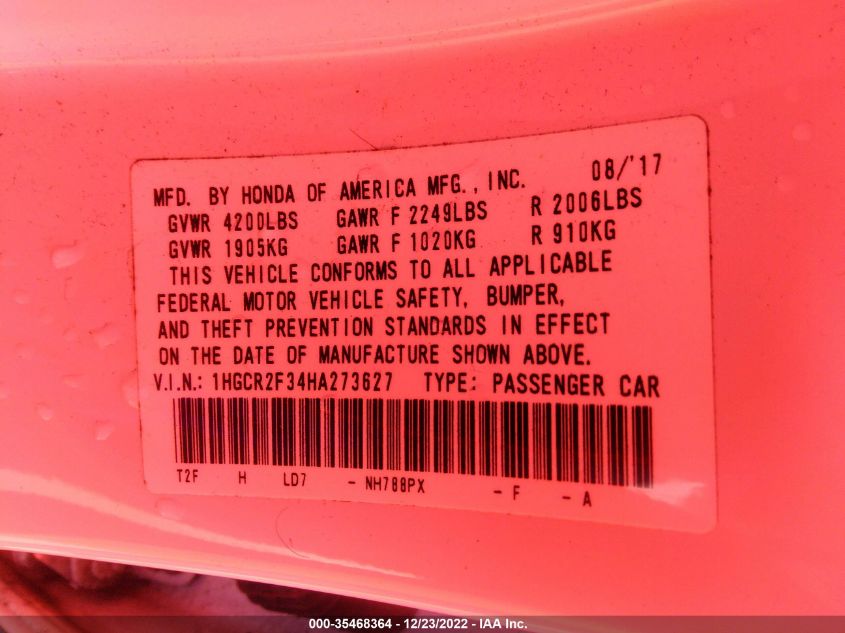 MFD. BY HONDA OF AMERICA MFG., INC. 08/'17
GVWR 4200LBS GAWR F 2249LBS R 2006LBS
GVWR 1905KG GAWR F 1020KG R 910KG
THIS VEHICLE CONFORMS TO ALL APPLICABLE
FEDERAL MOTOR VEHICLE SAFETY, BUMPER,
AND THEFT PREVENTION STANDARDS IN EFFECT
ON THE DATE OF MANUFACTURE SHOWN ABOVE.
V.I.N.: 1HGCR2F34HA273627 TYPE: PASSENGER CAR
T2F H LD7 - NH788PX - F - A
000-35468364 - 12/23/2022 - IAA Inc.